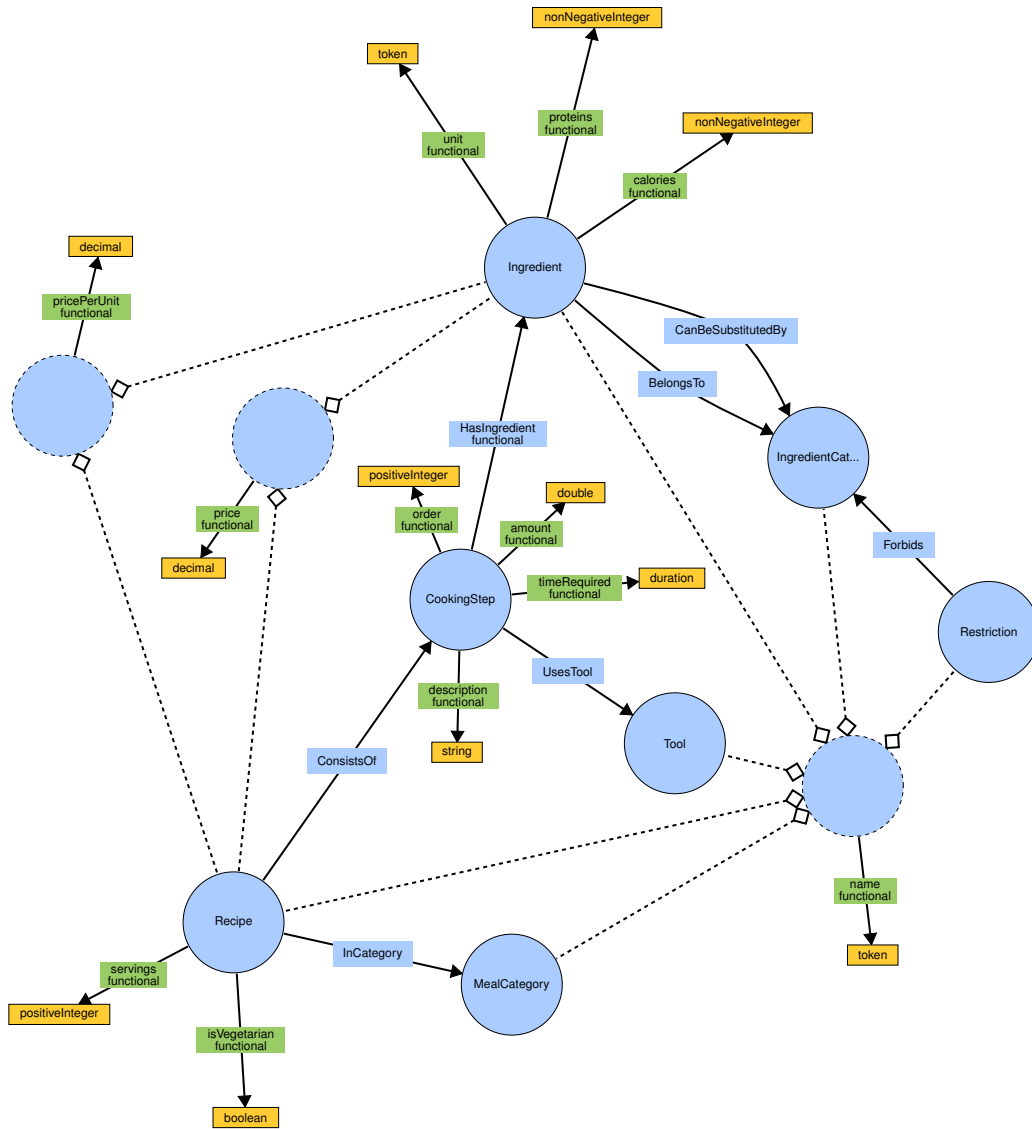 nonNegativeInteger
token
proteins
functional
nonNegativeInteger
unit
functional
calories
functional
decimal
Ingredient
pricePerUnit
functional
CanBeSubstitutedBy
BelongsTo
HasIngredient
functional
IngredientCat...
positiveInteger
double
price
functional
order
functional
amount
functional
Forbids
decimal
timeRequired
functional
duration
CookingStep
Restriction
UsesTool
description
functional
Tool
string
ConsistsOf
name
functional
Recipe
InCategory
token
servings
functional
MealCategory
positiveInteger
isVegetarian
functional
boolean